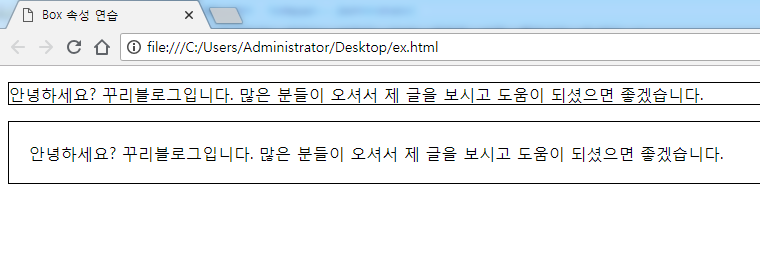 Box 속성 연습
file:///C:/Users/Administrator/Desktop/ex.html
안녕하세요? 꾸리블로그입니다. 많은 분들이 오셔서 제 글을 보시고 도움이 되셨으면 좋겠습니다.
안녕하세요? 꾸리블로그입니다. 많은 분들이 오셔서 제 글을 보시고 도움이 되셨으면 좋겠습니다.